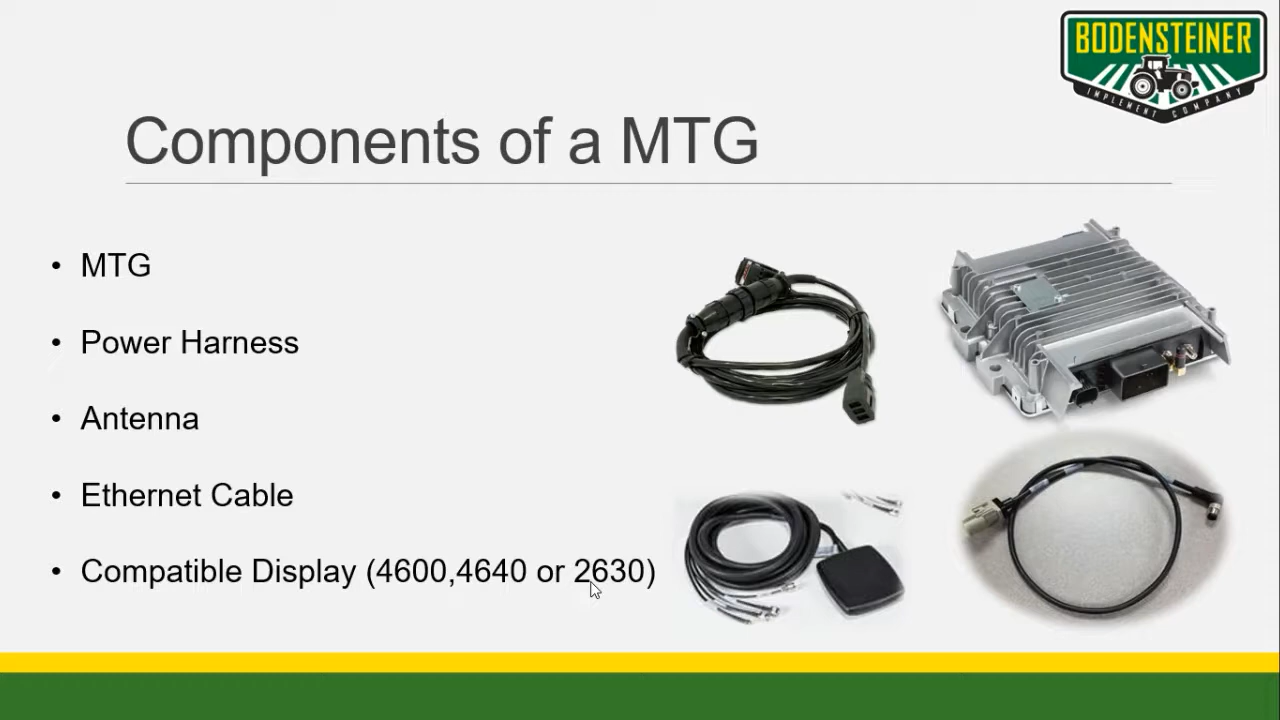 BODENSTEINER
IMPLEMENT COMPANY
Components of a MTG
• MTG
• Power Harness
• Antenna
• Ethernet Cable
• Compatible Display (4600,4640 or 2630)